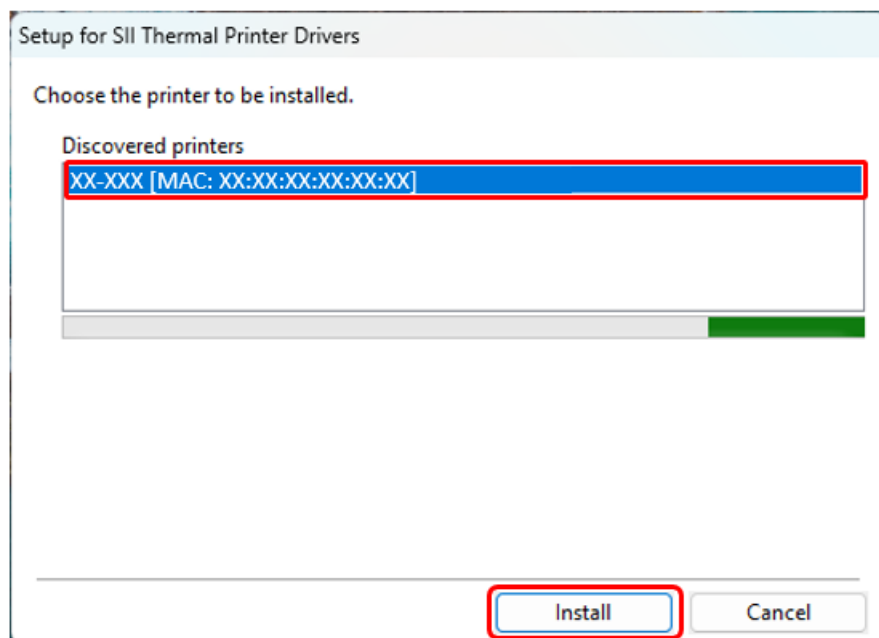 Setup for SII Thermal Printer Drivers
Choose the printer to be installed.
Discovered printers
XX-XXX [MAC: XX:XX:XX:XX:XX:XX]
Install Cancel